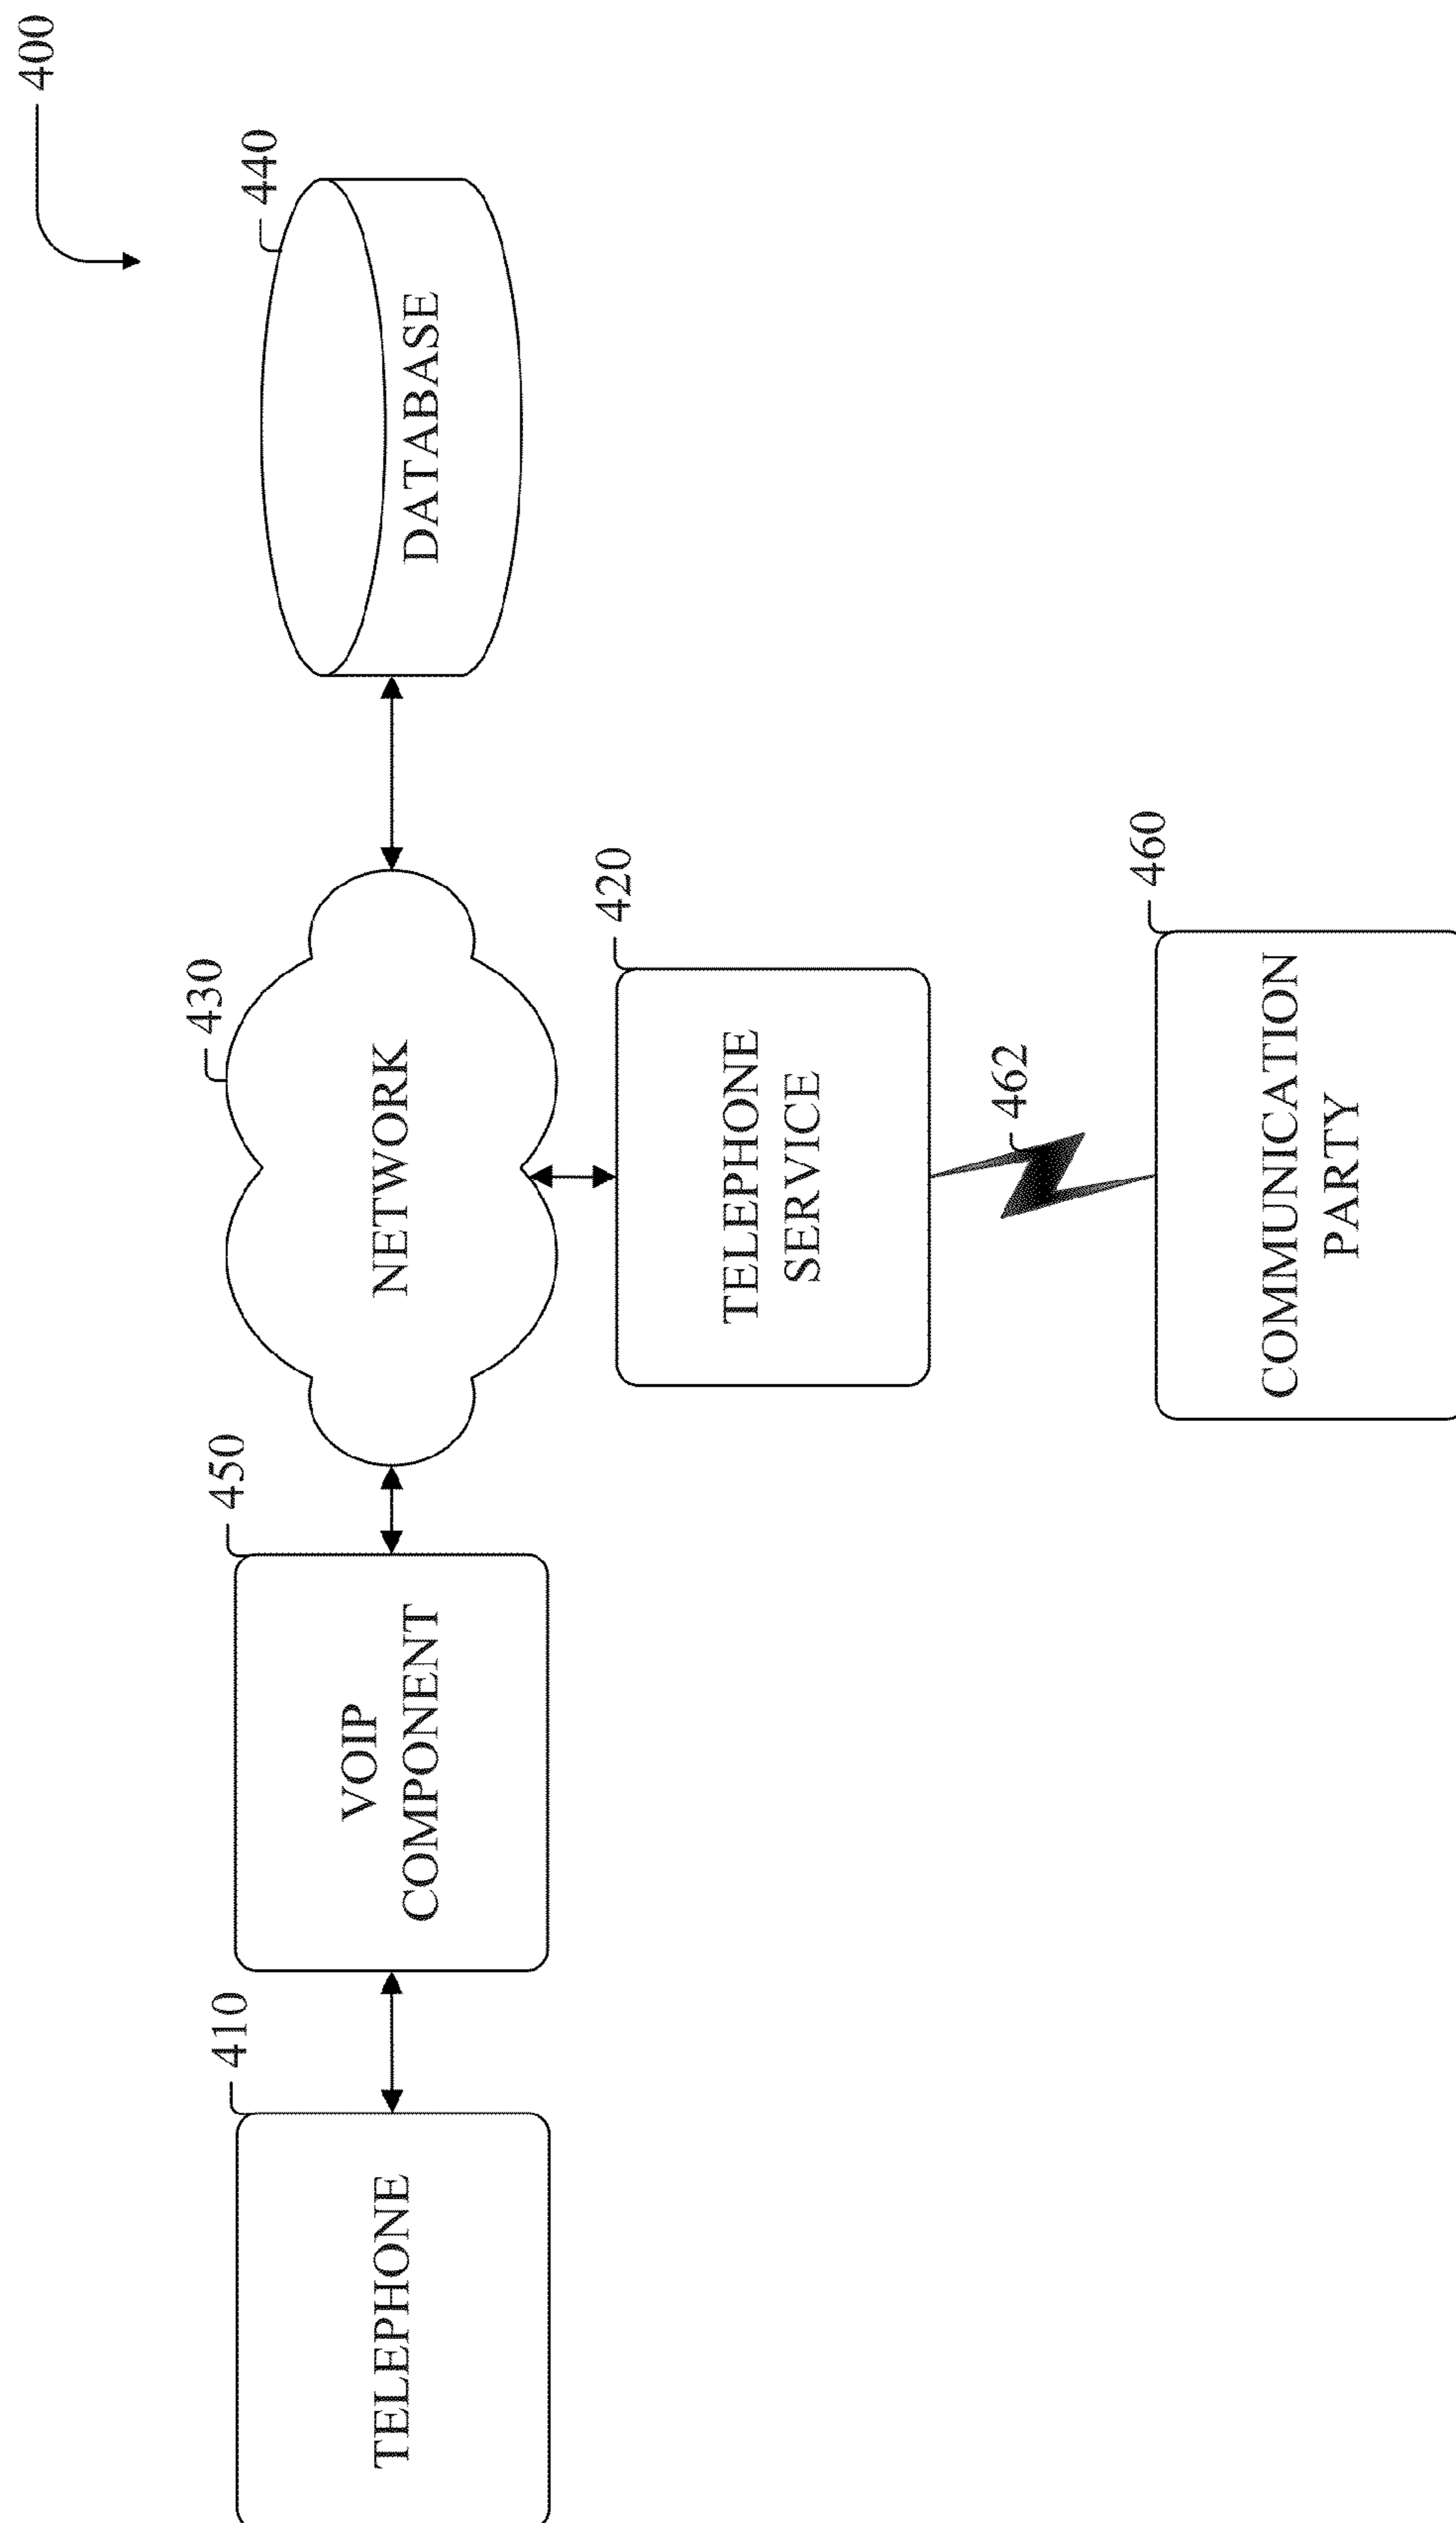 400
410
TELEPHONE
450
VOIP
COMPONENT
430
NETWORK
440
DATABASE
420
TELEPHONE
SERVICE
462
460
COMMUNICATION
PARTY